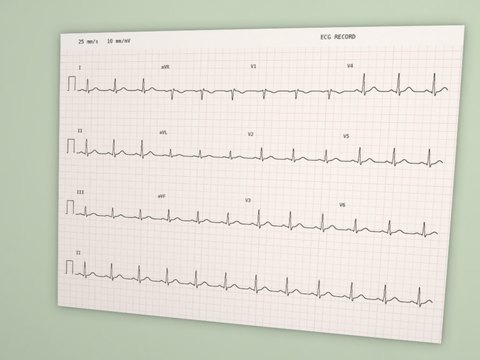 25 mm/s 10 mm/mV ECG RECORD
I aVR V1 V4
II aVL V2 V5
III aVF V3 V6
II